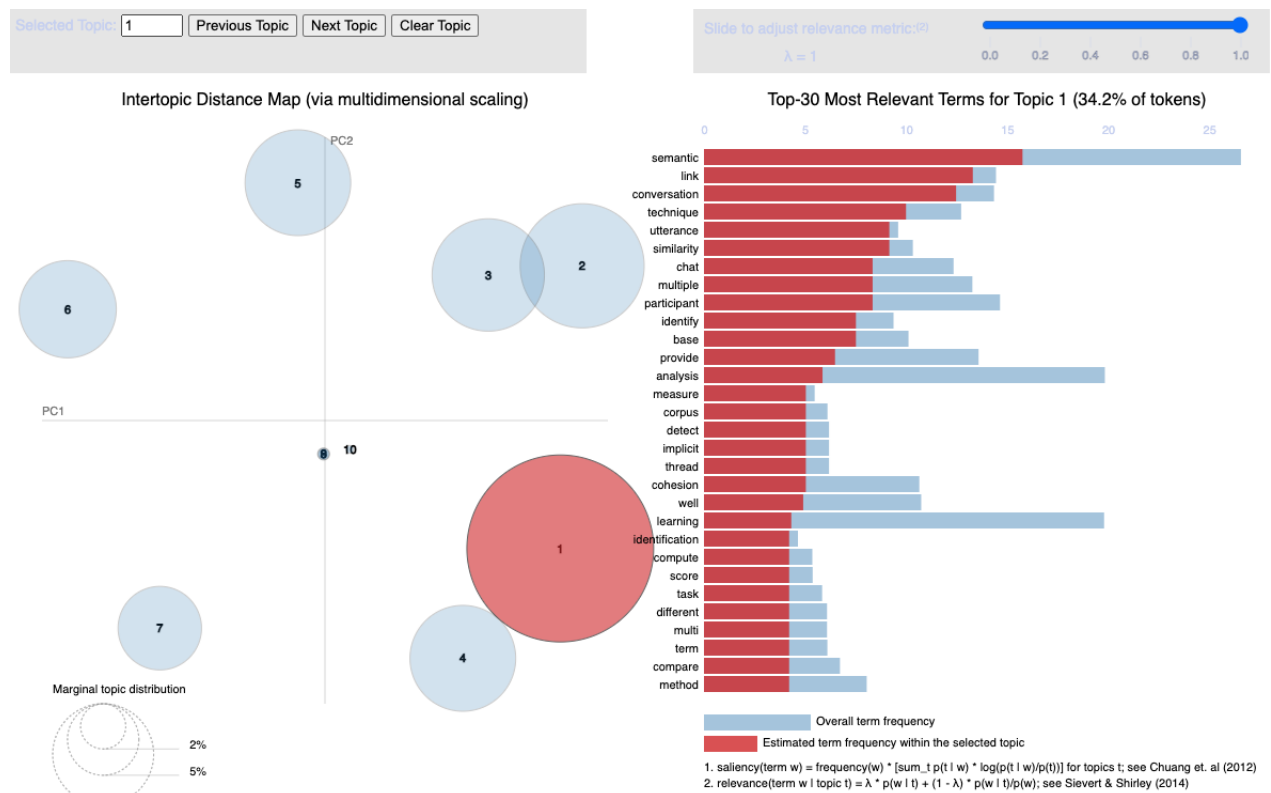 Selected Topic: 1 Previous Topic Next Topic Clear Topic
Slide to adjust relevance metric:(2)
λ = 1
0.0 0.2 0.4 0.6 0.8 1.0
Intertopic Distance Map (via multidimensional scaling)
PC2
5
3
2
6
PC1
9
10
1
7
4
Marginal topic distribution
2%
5%
Top-30 Most Relevant Terms for Topic 1 (34.2% of tokens)
0 5 10 15 20 25
semantic
link
conversation
technique
utterance
similarity
chat
multiple
participant
identify
base
provide
analysis
measure
corpus
detect
implicit
thread
cohesion
well
learning
identification
compute
score
task
different
multi
term
compare
method
Overall term frequency
Estimated term frequency within the selected topic
1. saliency(term w) = frequency(w) * [sum_t p(t | w) * log(p(t | w)/p(t))] for topics t; see Chuang et. al (2012)
2. relevance(term w | topic t) = λ * p(w | t) + (1 - λ) * p(w | t)/p(w); see Sievert & Shirley (2014)